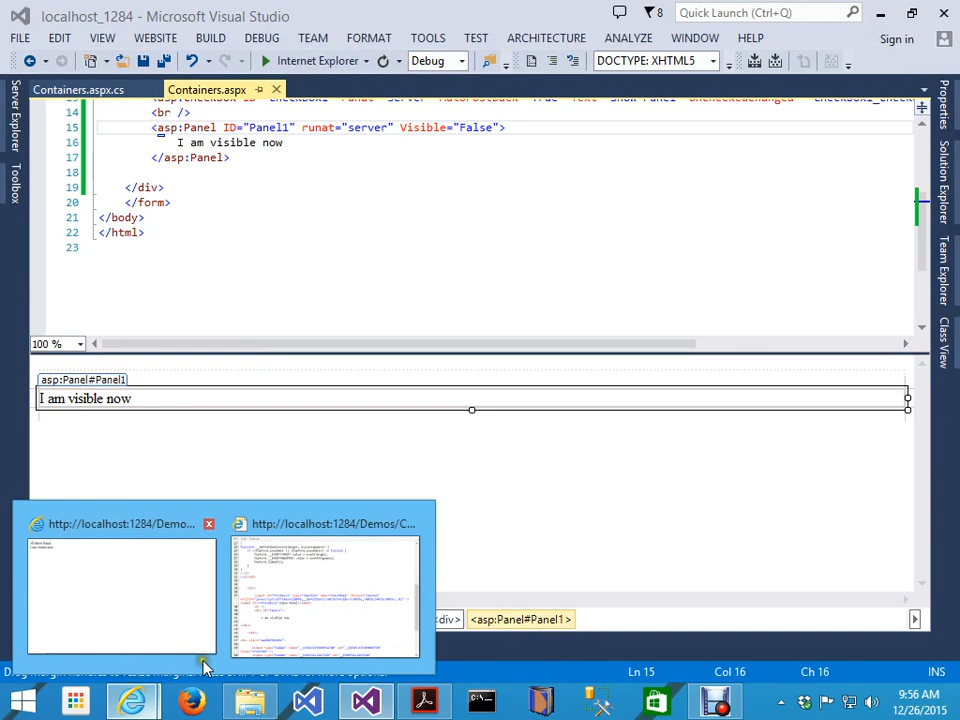 localhost_1284 - Microsoft Visual Studio
8
Quick Launch (Ctrl+Q)
FILE EDIT VIEW WEBSITE BUILD DEBUG TEAM FORMAT TOOLS TEST ARCHITECTURE ANALYZE WINDOW HELP
Sign in
Internet Explorer
Debug
DOCTYPE: XHTML5
Containers.aspx.cs
Containers.aspx
Server Explorer
Toolbox
Properties
Solution Explorer
Team Explorer
Class View
14 <br />
15 <asp:Panel ID="Panel1" runat="server" Visible="False">
16 I am visible now
17 </asp:Panel>
18
19 </div>
20 </form>
21 </body>
22 </html>
23
100 %
asp:Panel#Panel1
I am visible now
http://localhost:1284/Demo...
http://localhost:1284/Demos/C...
<div>
<asp:Panel#Panel1>
Ln 15
Col 16
Ch 16
INS
9:56 AM
12/26/2015